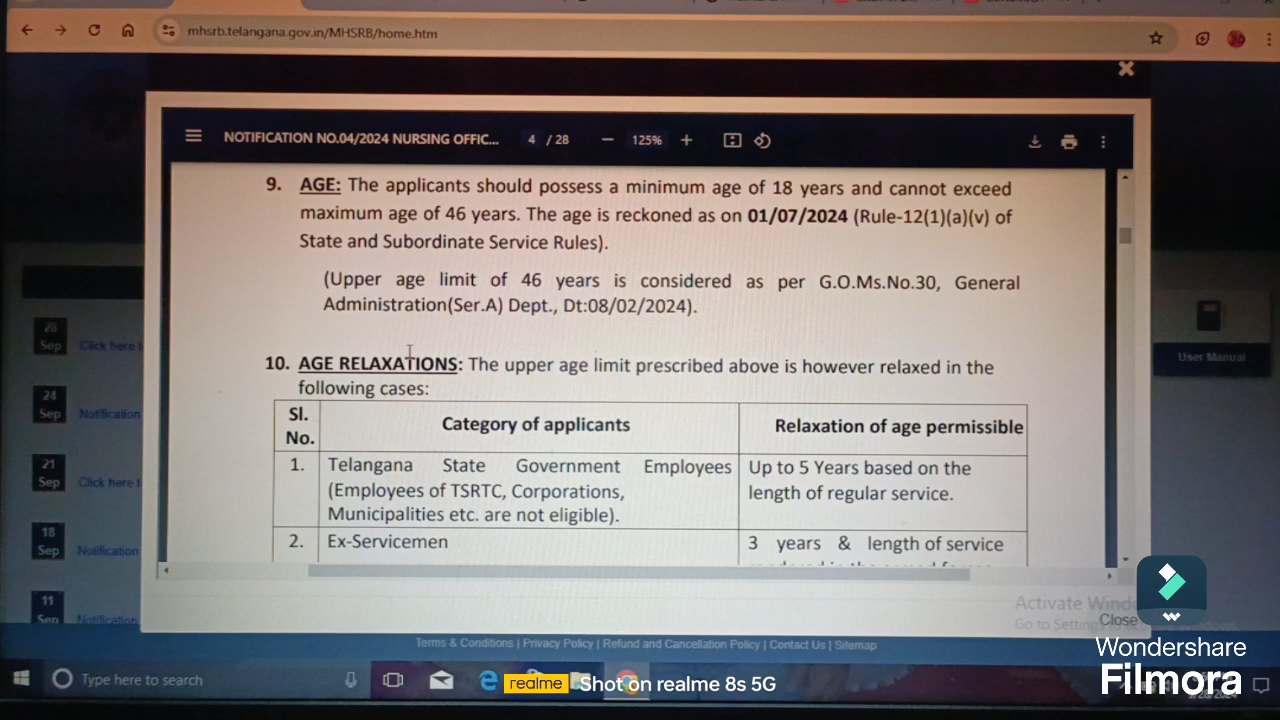 mhsrb.telangana.gov.in/MHSRB/home.htm
NOTIFICATION NO.04/2024 NURSING OFFIC... 4 / 28 125%
9. AGE: The applicants should possess a minimum age of 18 years and cannot exceed
maximum age of 46 years. The age is reckoned as on 01/07/2024 (Rule-12(1)(a)(v) of
State and Subordinate Service Rules).
(Upper age limit of 46 years is considered as per G.O.Ms.No.30, General
Administration(Ser.A) Dept., Dt:08/02/2024).
10. AGE RELAXATIONS: The upper age limit prescribed above is however relaxed in the
following cases:
Sl. No. Category of applicants Relaxation of age permissible
1. Telangana State Government Employees
(Employees of TSRTC, Corporations,
Municipalities etc. are not eligible).
Up to 5 Years based on the
length of regular service.
2. Ex-Servicemen 3 years & length of service
20 Sep Click here t
24 Sep Notification
21 Sep Click here t
18 Sep Notification
11 Sep Notification
User Manual
Activate Wind
Go to Setting
Close
Terms & Conditions | Privacy Policy | Refund and Cancellation Policy | Contact Us | Sitemap
Type here to search
realme Shot on realme 8s 5G
Wondershare
Filmora